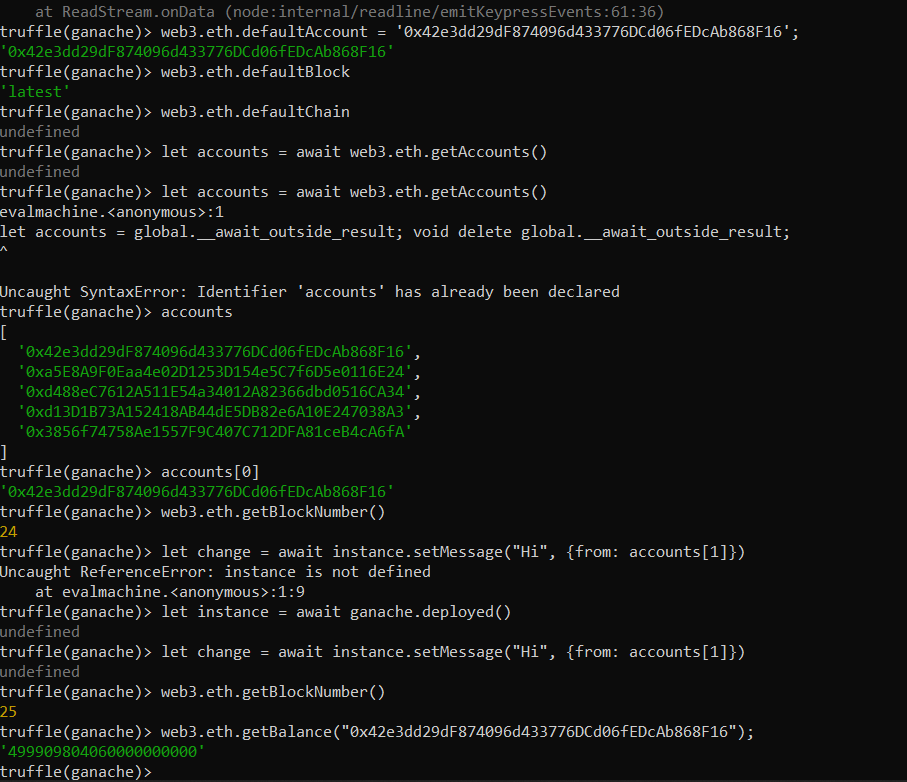 at ReadStream.onData (node:internal/readline/emitKeypressEvents:61:36)
truffle(ganache)> web3.eth.defaultAccount = '0x42e3dd29dF874096d433776DCd06fEDcAb868F16';
'0x42e3dd29dF874096d433776DCd06fEDcAb868F16'
truffle(ganache)> web3.eth.defaultBlock
'latest'
truffle(ganache)> web3.eth.defaultChain
undefined
truffle(ganache)> let accounts = await web3.eth.getAccounts()
undefined
truffle(ganache)> let accounts = await web3.eth.getAccounts()
evalmachine.<anonymous>:1
let accounts = global.__await_outside_result; void delete global.__await_outside_result;
^
Uncaught SyntaxError: Identifier 'accounts' has already been declared
truffle(ganache)> accounts
[
'0x42e3dd29dF874096d433776DCd06fEDcAb868F16',
'0xa5E8A9F0Eaa4e02D1253D154e5C7f6D5e0116E24',
'0xd488eC7612A511E54a34012A82366dbd0516CA34',
'0xd13D1B73A152418AB44dE5DB82e6A10E247038A3',
'0x3856f74758Ae1557F9C407C712DFA81ceB4cA6fA'
]
truffle(ganache)> accounts[0]
'0x42e3dd29dF874096d433776DCd06fEDcAb868F16'
truffle(ganache)> web3.eth.getBlockNumber()
24
truffle(ganache)> let change = await instance.setMessage("Hi", {from: accounts[1]})
Uncaught ReferenceError: instance is not defined
at evalmachine.<anonymous>:1:9
truffle(ganache)> let instance = await ganache.deployed()
undefined
truffle(ganache)> let change = await instance.setMessage("Hi", {from: accounts[1]})
undefined
truffle(ganache)> web3.eth.getBlockNumber()
25
truffle(ganache)> web3.eth.getBalance("0x42e3dd29dF874096d433776DCd06fEDcAb868F16");
'499909804060000000000'
truffle(ganache)>